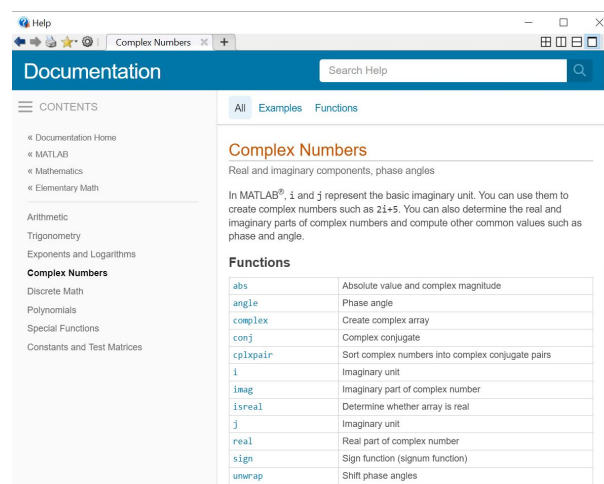 Help
Complex Numbers
Documentation
Search Help
CONTENTS
« Documentation Home
« MATLAB
« Mathematics
« Elementary Math
Arithmetic
Trigonometry
Exponents and Logarithms
Complex Numbers
Discrete Math
Polynomials
Special Functions
Constants and Test Matrices
All Examples Functions
Complex Numbers
Real and imaginary components, phase angles
In MATLAB®, i and j represent the basic imaginary unit. You can use them to
create complex numbers such as 2i+5. You can also determine the real and
imaginary parts of complex numbers and compute other common values such as
phase and angle.
Functions
abs Absolute value and complex magnitude
angle Phase angle
complex Create complex array
conj Complex conjugate
cplxpair Sort complex numbers into complex conjugate pairs
i Imaginary unit
imag Imaginary part of complex number
isreal Determine whether array is real
j Imaginary unit
real Real part of complex number
sign Sign function (signum function)
unwrap Shift phase angles